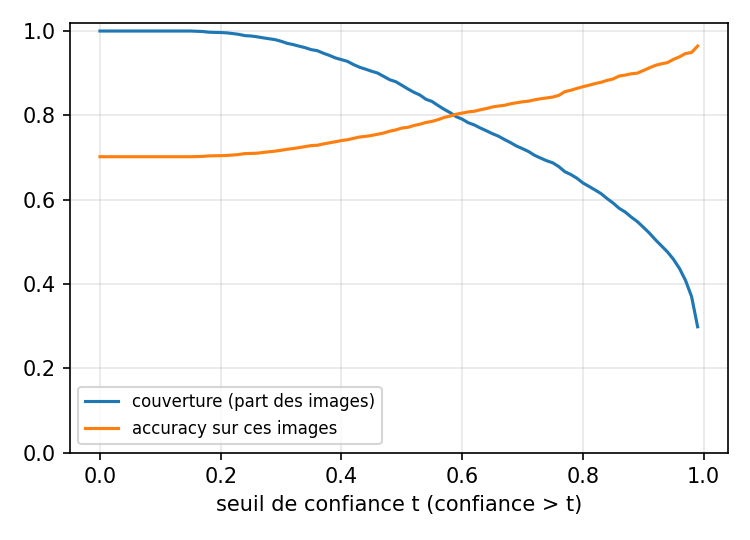 1.0
0.8
0.6
0.4
0.2
0.0
couverture (part des images)
accuracy sur ces images
0.0 0.2 0.4 0.6 0.8 1.0
seuil de confiance t (confiance > t)